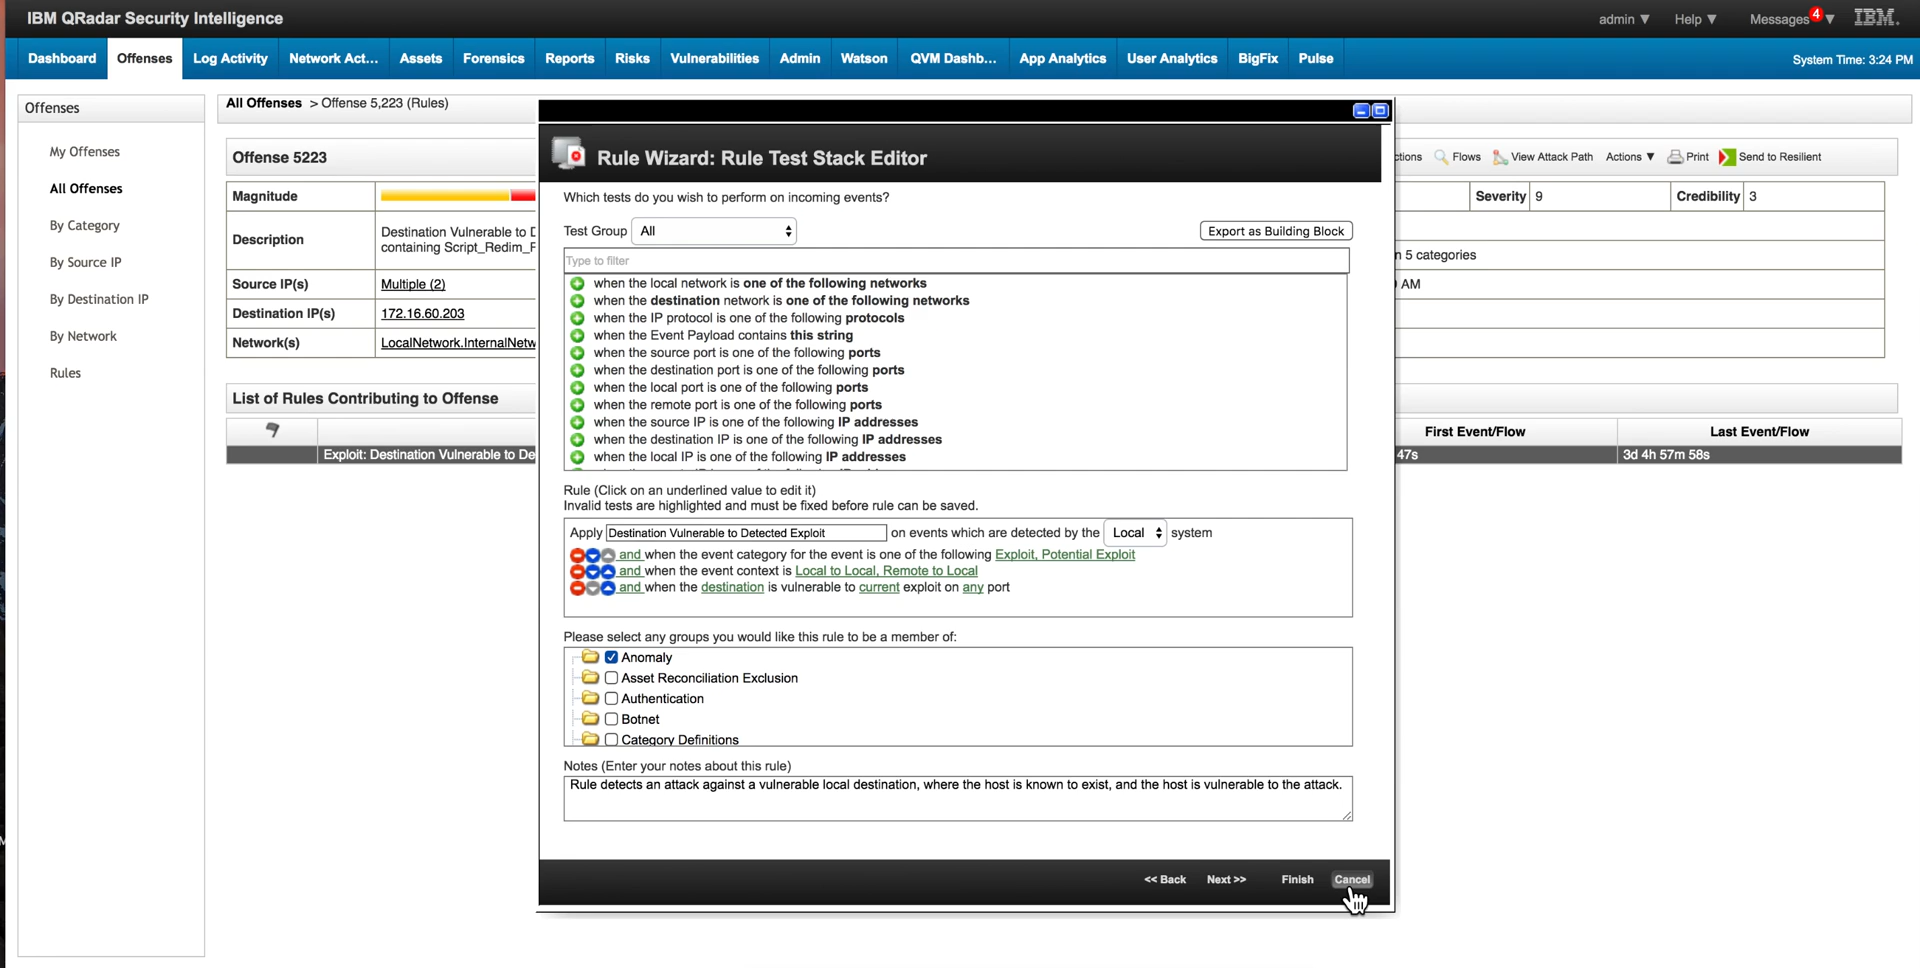 IBM QRadar Security Intelligence
admin ▼ Help ▼ Messages 4 ▼ IBM.
Dashboard Offenses Log Activity Network Act... Assets Forensics Reports Risks Vulnerabilities Admin Watson QVM Dashb... App Analytics User Analytics BigFix Pulse System Time: 3:24 PM
Offenses
My Offenses
All Offenses
By Category
By Source IP
By Destination IP
By Network
Rules
All Offenses > Offense 5,223 (Rules)
Offense 5223
ctions Flows View Attack Path Actions ▼ Print Send to Resilient
Magnitude
Severity 9 Credibility 3
Description Destination Vulnerable to D
containing Script_Redim_F
n 5 categories
Source IP(s) Multiple (2)
AM
Destination IP(s) 172.16.60.203
Network(s) LocalNetwork.InternalNetw
List of Rules Contributing to Offense
First Event/Flow Last Event/Flow
Exploit: Destination Vulnerable to De
47s 3d 4h 57m 58s
Rule Wizard: Rule Test Stack Editor
Which tests do you wish to perform on incoming events?
Test Group All Export as Building Block
Type to filter
when the local network is one of the following networks
when the destination network is one of the following networks
when the IP protocol is one of the following protocols
when the Event Payload contains this string
when the source port is one of the following ports
when the destination port is one of the following ports
when the local port is one of the following ports
when the remote port is one of the following ports
when the source IP is one of the following IP addresses
when the destination IP is one of the following IP addresses
when the local IP is one of the following IP addresses
Rule (Click on an underlined value to edit it)
Invalid tests are highlighted and must be fixed before rule can be saved.
Apply Destination Vulnerable to Detected Exploit on events which are detected by the Local system
and when the event category for the event is one of the following Exploit, Potential Exploit
and when the event context is Local to Local, Remote to Local
and when the destination is vulnerable to current exploit on any port
Please select any groups you would like this rule to be a member of:
Anomaly
Asset Reconciliation Exclusion
Authentication
Botnet
Category Definitions
Notes (Enter your notes about this rule)
Rule detects an attack against a vulnerable local destination, where the host is known to exist, and the host is vulnerable to the attack.
<< Back Next >> Finish Cancel